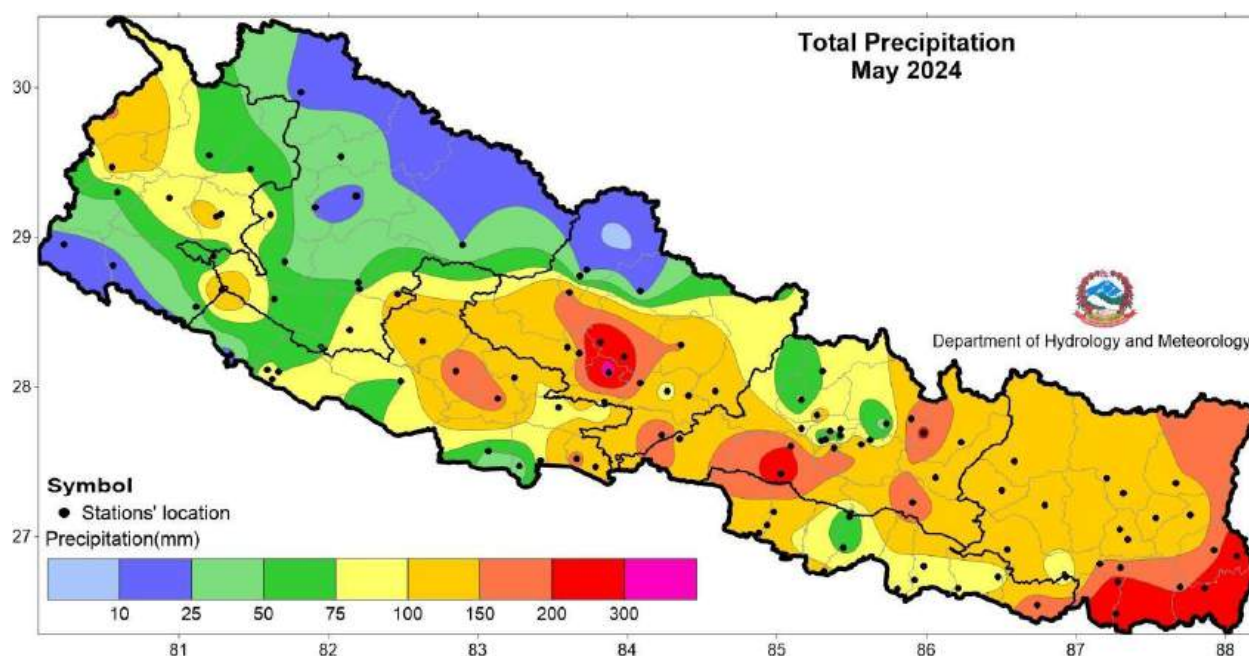 Total Precipitation
May 2024
30
29
28
27
Department of Hydrology and Meteorology
Symbol
Stations' location
Precipitation(mm)
10 25 50 75 100 150 200 300
81 82 83 84 85 86 87 88